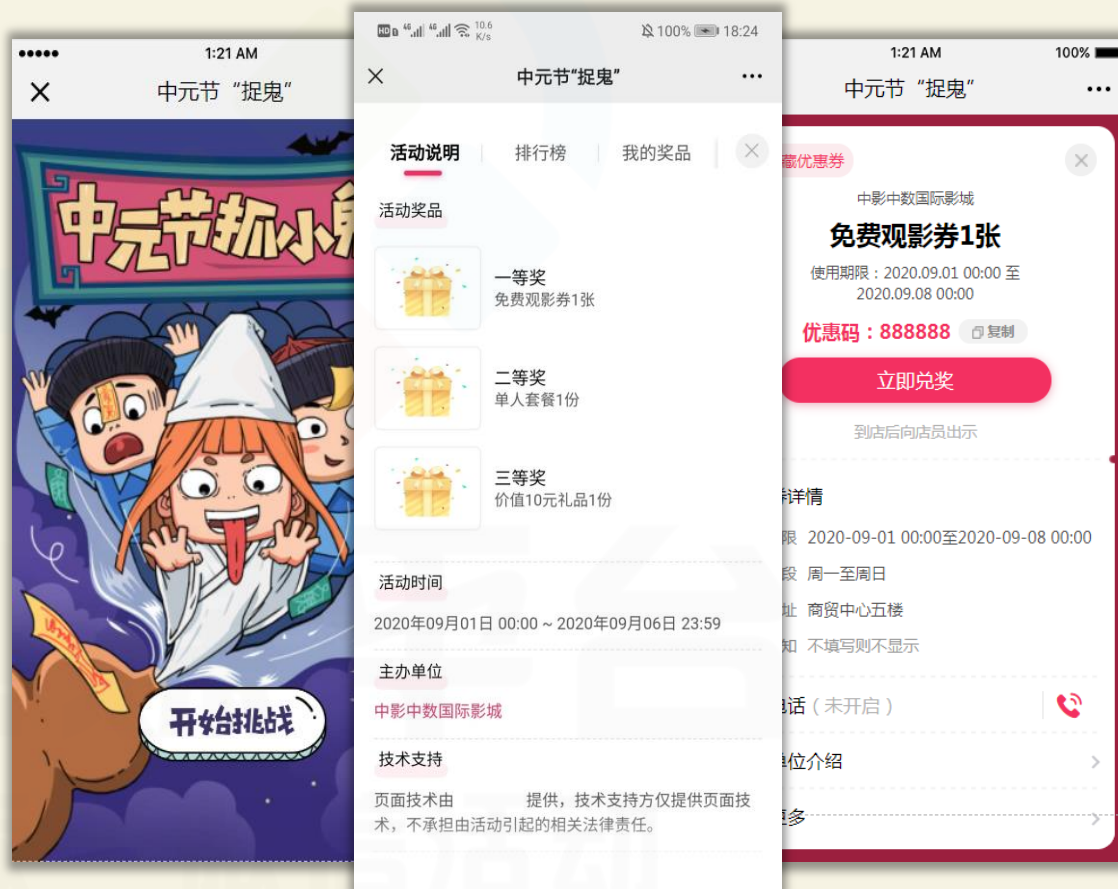 1:21 AM
中元节“捉鬼”
中元节抓小
开始挑战
HD 4G 4G 10.6 K/s 100% 18:24
中元节“捉鬼”
活动说明 排行榜 我的奖品
活动奖品
一等奖
免费观影券1张
二等奖
单人套餐1份
三等奖
价值10元礼品1份
活动时间
2020年09月01日 00:00 ~ 2020年09月06日 23:59
主办单位
中影中数国际影城
技术支持
页面技术由 提供，技术支持方仅提供页面技
术，不承担由活动引起的相关法律责任。
1:21 AM 100%
中元节“捉鬼”
藏优惠券
中影中数国际影城
免费观影券1张
使用期限：2020.09.01 00:00 至
2020.09.08 00:00
优惠码：888888 复制
立即兑奖
到店后向店员出示
详情
限 2020-09-01 00:00至2020-09-08 00:00
段 周一至周日
址 商贸中心五楼
知 不填写则不显示
电话（未开启）
单位介绍
更多